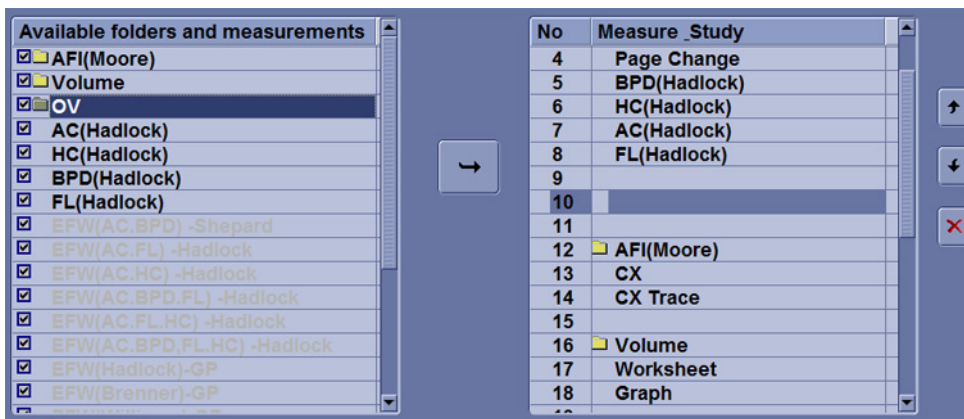 Available folders and measurements
AFI(Moore)
Volume
OV
AC(Hadlock)
HC(Hadlock)
BPD(Hadlock)
FL(Hadlock)
EFW(AC.BPD) -Shepard
EFW(AC.FL) -Hadlock
EFW(AC.HC) -Hadlock
EFW(AC.BPD.FL) -Hadlock
EFW(AC.FL.HC) -Hadlock
EFW(AC.BPD,FL.HC) -Hadlock
EFW(Hadlock)-GP
EFW(Brenner)-GP
No Measure _Study
4 Page Change
5 BPD(Hadlock)
6 HC(Hadlock)
7 AC(Hadlock)
8 FL(Hadlock)
9
10
11
12 AFI(Moore)
13 CX
14 CX Trace
15
16 Volume
17 Worksheet
18 Graph